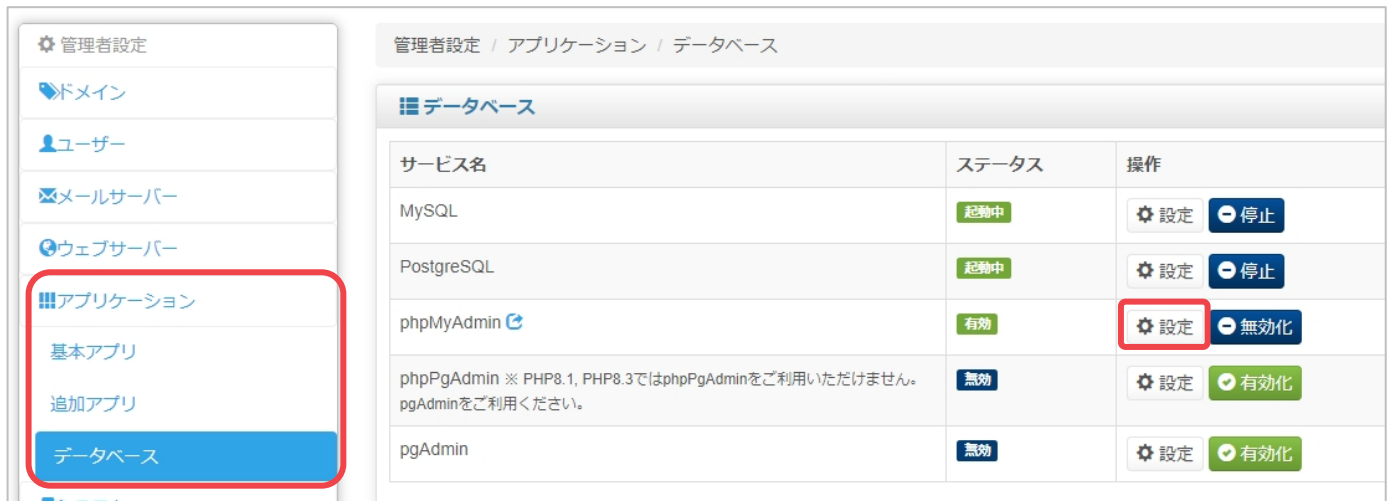 管理者設定
ドメイン
ユーザー
メールサーバー
ウェブサーバー
アプリケーション
基本アプリ
追加アプリ
データベース
管理者設定 / アプリケーション / データベース
データベース
サービス名 ステータス 操作
MySQL 起動中 設定 停止
PostgreSQL 起動中 設定 停止
phpMyAdmin 有効 設定 無効化
phpPgAdmin ※ PHP8.1, PHP8.3ではphpPgAdminをご利用いただけません。 無効 設定 有効化
pgAdminをご利用ください。
pgAdmin 無効 設定 有効化